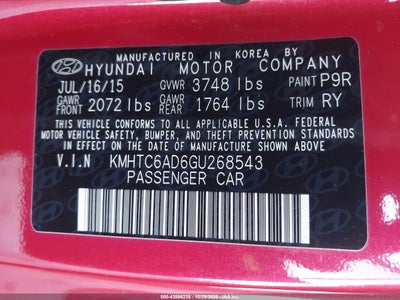 MANUFACTURED IN KOREA BY
HYUNDAI MOTOR COMPANY
JUL/16/15 GVWR 3748 lbs PAINT P9R
GAWR FRONT 2072 lbs GAWR REAR 1764 lbs TRIM RY
THIS VEHICLE CONFORMS TO ALL APPLICABLE U.S.A. FEDERAL
MOTOR VEHICLE SAFETY, BUMPER, AND THEFT PREVENTION STANDARDS
IN EFFECT ON THE DATE OF MANUFACTURE SHOWN ABOVE.
V.I.N KMHTC6AD6GU268543
PASSENGER CAR